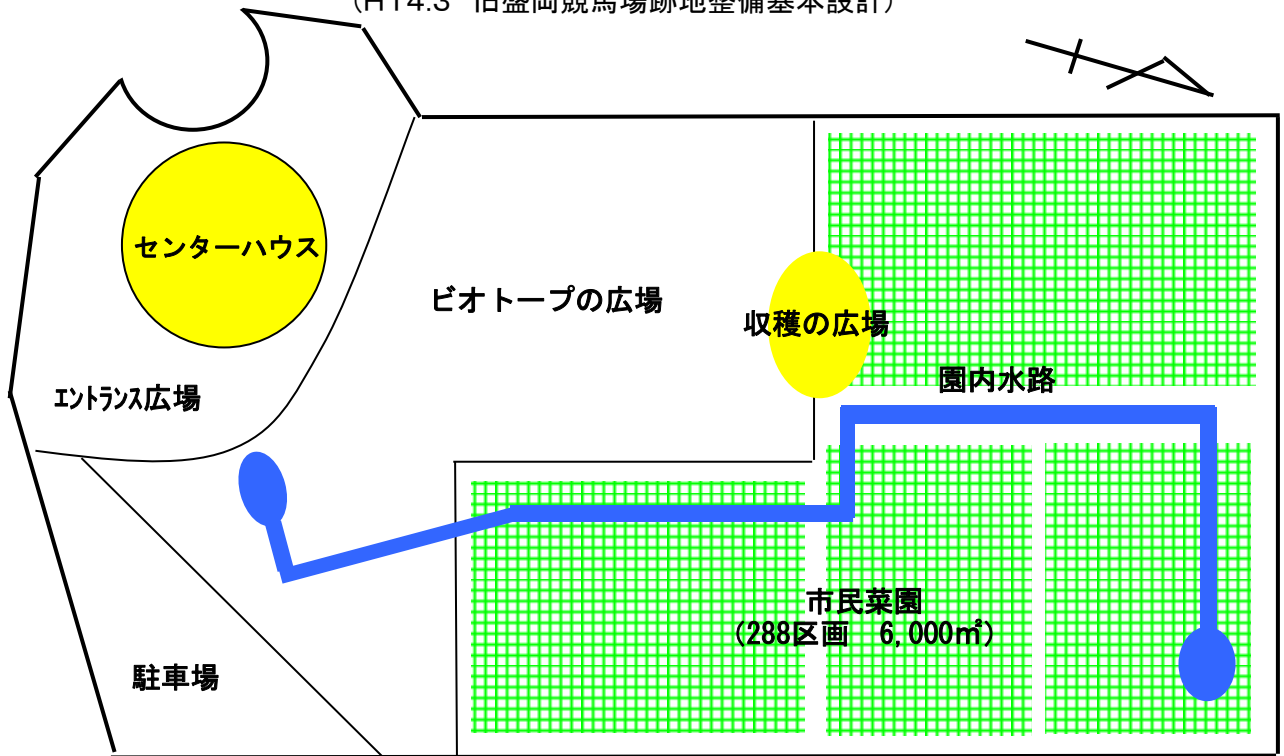 (H14.3 旧盛岡競馬場跡地整備基本設計)
センターハウス
ビオトープの広場
収穫の広場
園内水路
エントランス広場
市民菜園
(288区画 6,000㎡)
駐車場